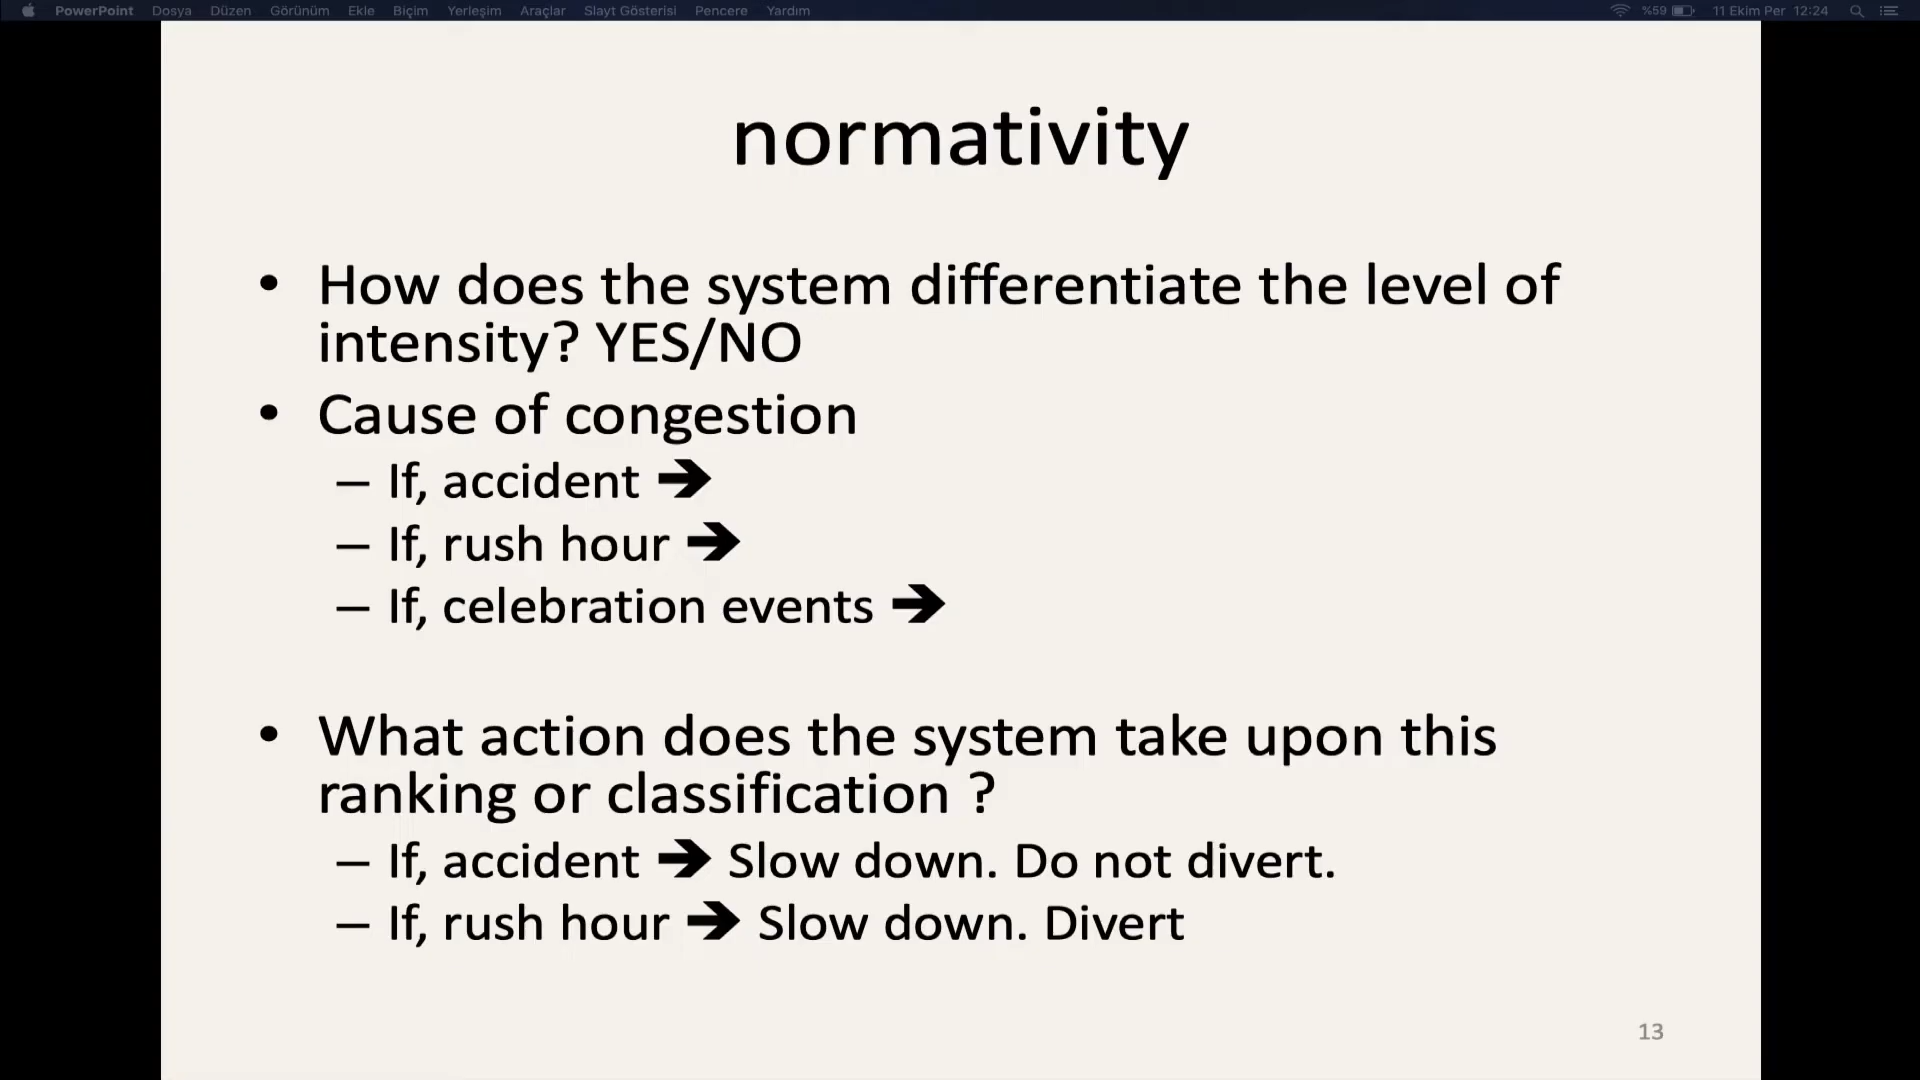 PowerPoint Dosya Düzen Görünüm Ekle Biçim Yerleşim Araçlar Slayt Gösterisi Pencere Yardım %59 11 Ekim Per 12:24
normativity
• How does the system differentiate the level of
intensity? YES/NO
• Cause of congestion
– If, accident ➔
– If, rush hour ➔
– If, celebration events ➔
• What action does the system take upon this
ranking or classification ?
– If, accident ➔ Slow down. Do not divert.
– If, rush hour ➔ Slow down. Divert
13